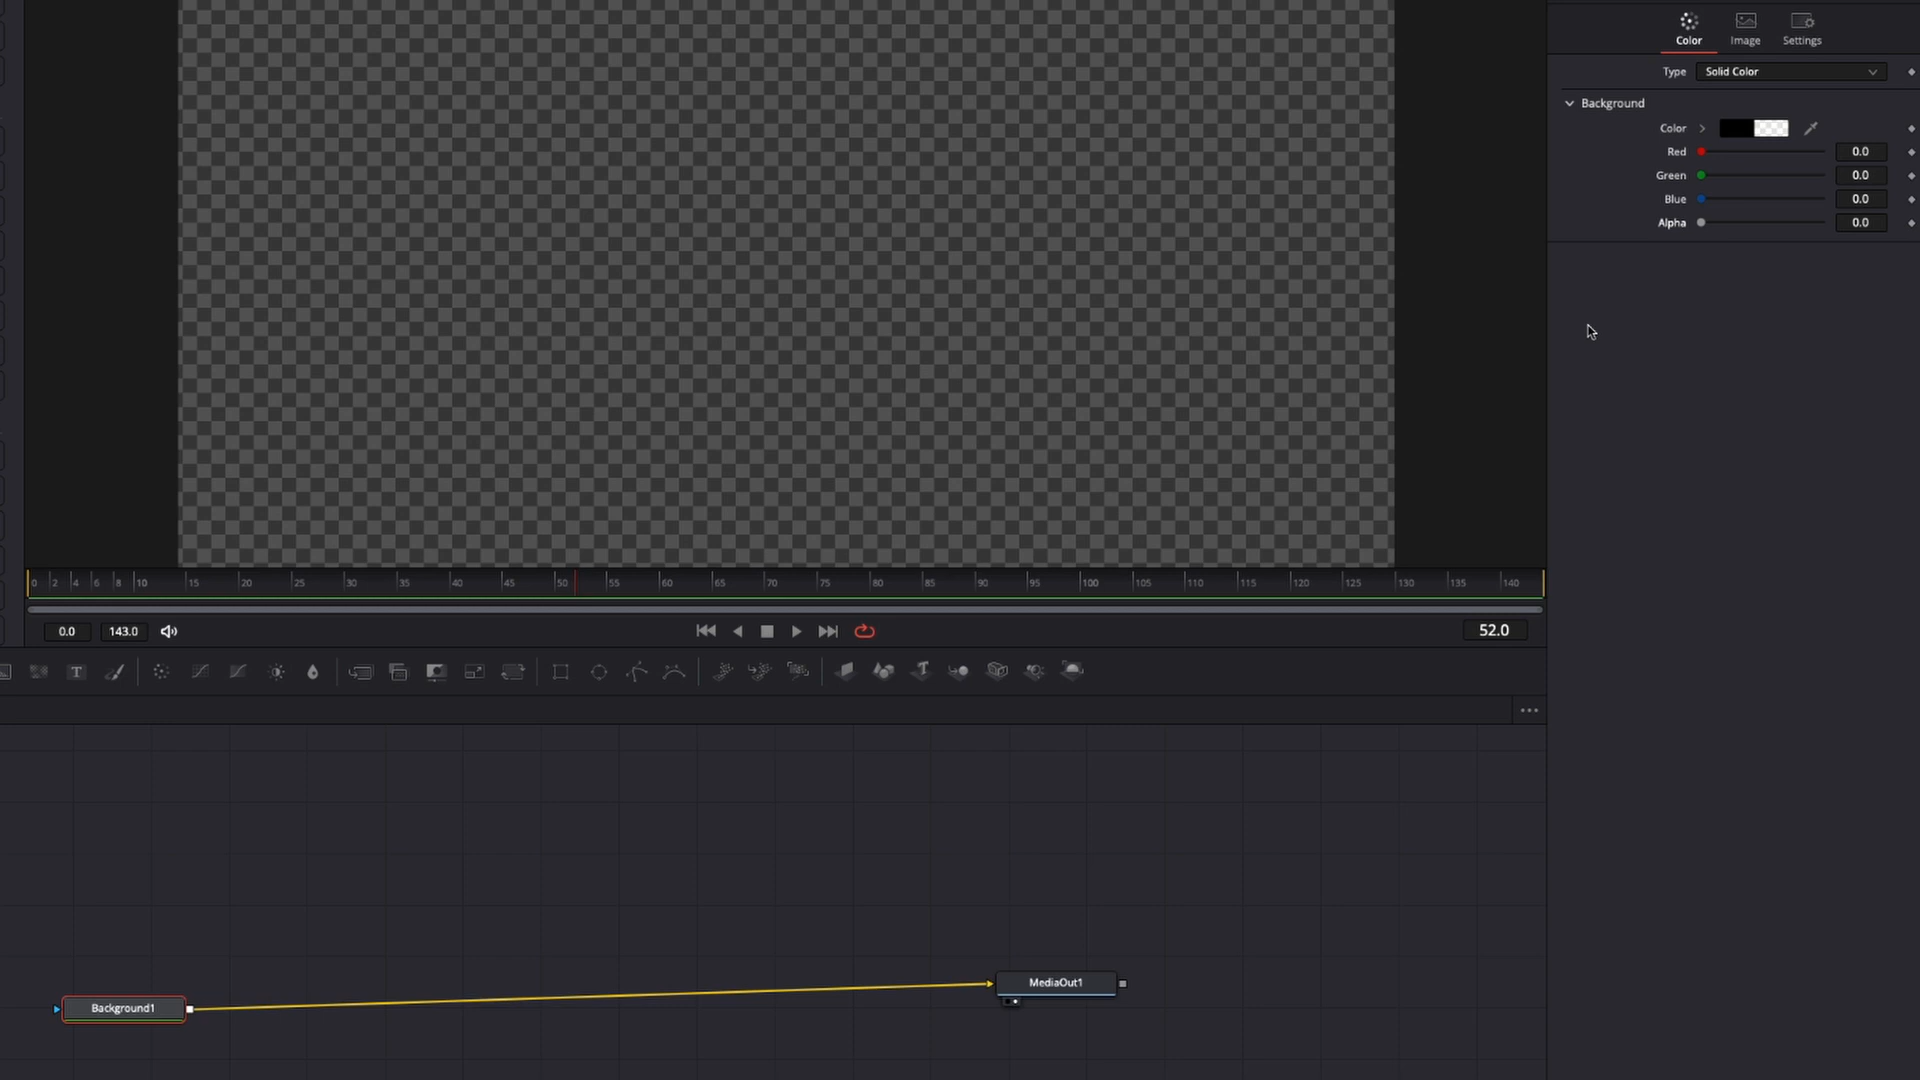 Color Image Settings
Type Solid Color
Background
Color
Red 0.0
Green 0.0
Blue 0.0
Alpha 0.0
0 2 4 6 8 10 15 20 25 30 35 40 45 50 55 60 65 70 75 80 85 90 95 100 105 110 115 120 125 130 135 140
0.0 143.0 52.0
T
MediaOut1
Background1